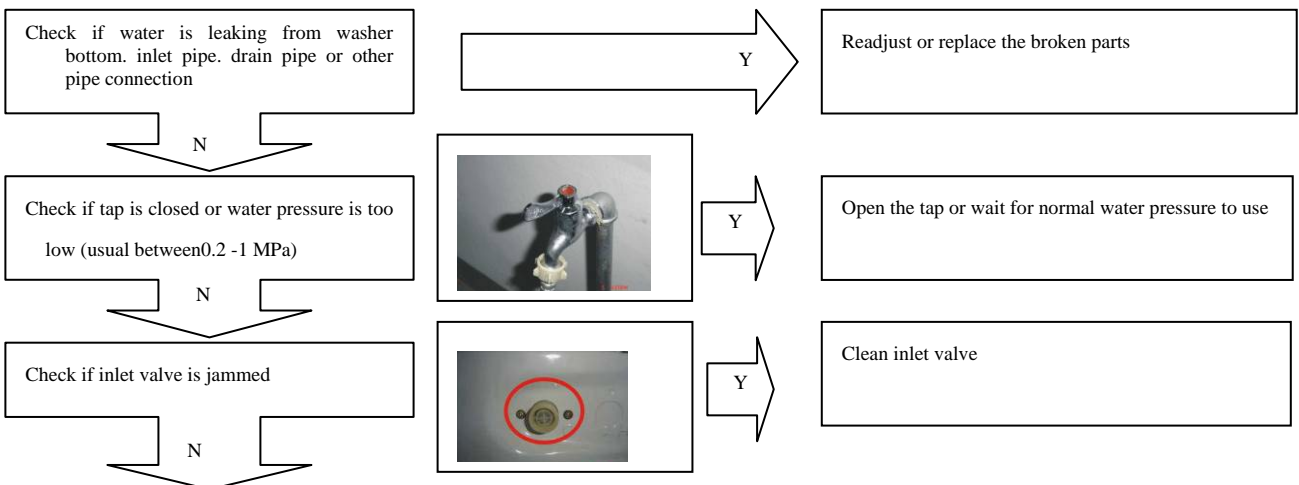 Check if water is leaking from washer
bottom. inlet pipe. drain pipe or other
pipe connection
Y
Readjust or replace the broken parts
N
Check if tap is closed or water pressure is too
low (usual between0.2 -1 MPa)
Y
Open the tap or wait for normal water pressure to use
N
Check if inlet valve is jammed
Y
Clean inlet valve
N